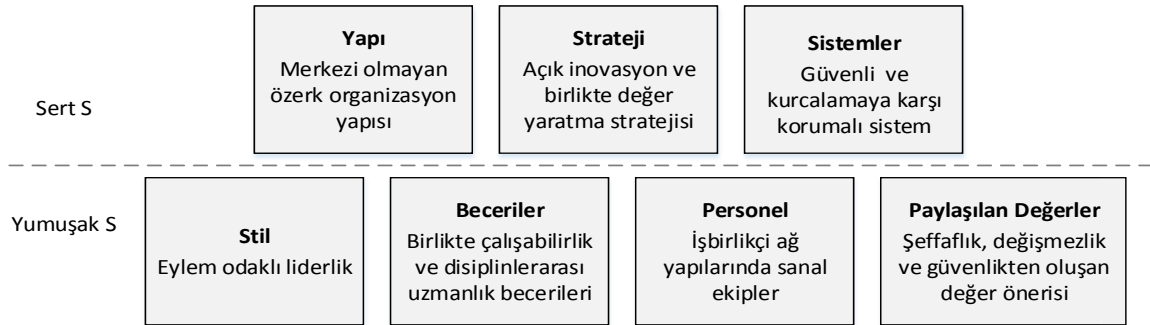 Sert S
Yapı
Merkezi olmayan
özerk organizasyon
yapısı
Strateji
Açık inovasyon ve
birlikte değer
yaratma stratejisi
Sistemler
Güvenli ve
kurcalamaya karşı
korumalı sistem
Yumuşak S
Stil
Eylem odaklı liderlik
Beceriler
Birlikte çalışabilirlik
ve disiplinlerarası
uzmanlık becerileri
Personel
İşbirlikçi ağ
yapılarında sanal
ekipler
Paylaşılan Değerler
Şeffaflık, değişmezlik
ve güvenlikten oluşan
değer önerisi